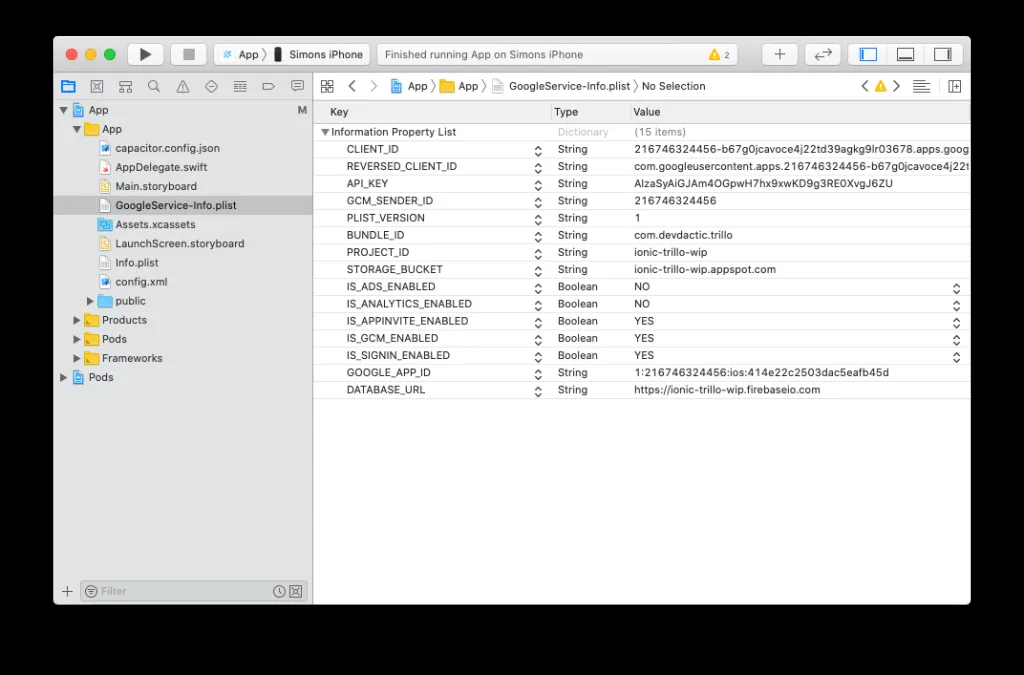 App Simons iPhone Finished running App on Simons iPhone 2
App App GoogleService-Info.plist No Selection
App M
App
capacitor.config.json
AppDelegate.swift
Main.storyboard
GoogleService-Info.plist
Assets.xcassets
LaunchScreen.storyboard
Info.plist
config.xml
public
Products
Pods
Frameworks
Pods
Filter
Key Type Value
Information Property List Dictionary (15 items)
CLIENT_ID String 216746324456-b67g0jcavoce4j22td39agkg9lr03678.apps.goog
REVERSED_CLIENT_ID String com.googleusercontent.apps.216746324456-b67g0jcavoce4j22t
API_KEY String AIzaSyAiGJAm4OGpwH7hx9xwKD9g3RE0XvgJ6ZU
GCM_SENDER_ID String 216746324456
PLIST_VERSION String 1
BUNDLE_ID String com.devdactic.trillo
PROJECT_ID String ionic-trillo-wip
STORAGE_BUCKET String ionic-trillo-wip.appspot.com
IS_ADS_ENABLED Boolean NO
IS_ANALYTICS_ENABLED Boolean NO
IS_APPINVITE_ENABLED Boolean YES
IS_GCM_ENABLED Boolean YES
IS_SIGNIN_ENABLED Boolean YES
GOOGLE_APP_ID String 1:216746324456:ios:414e22c2503dac5eafb45d
DATABASE_URL String https://ionic-trillo-wip.firebaseio.com